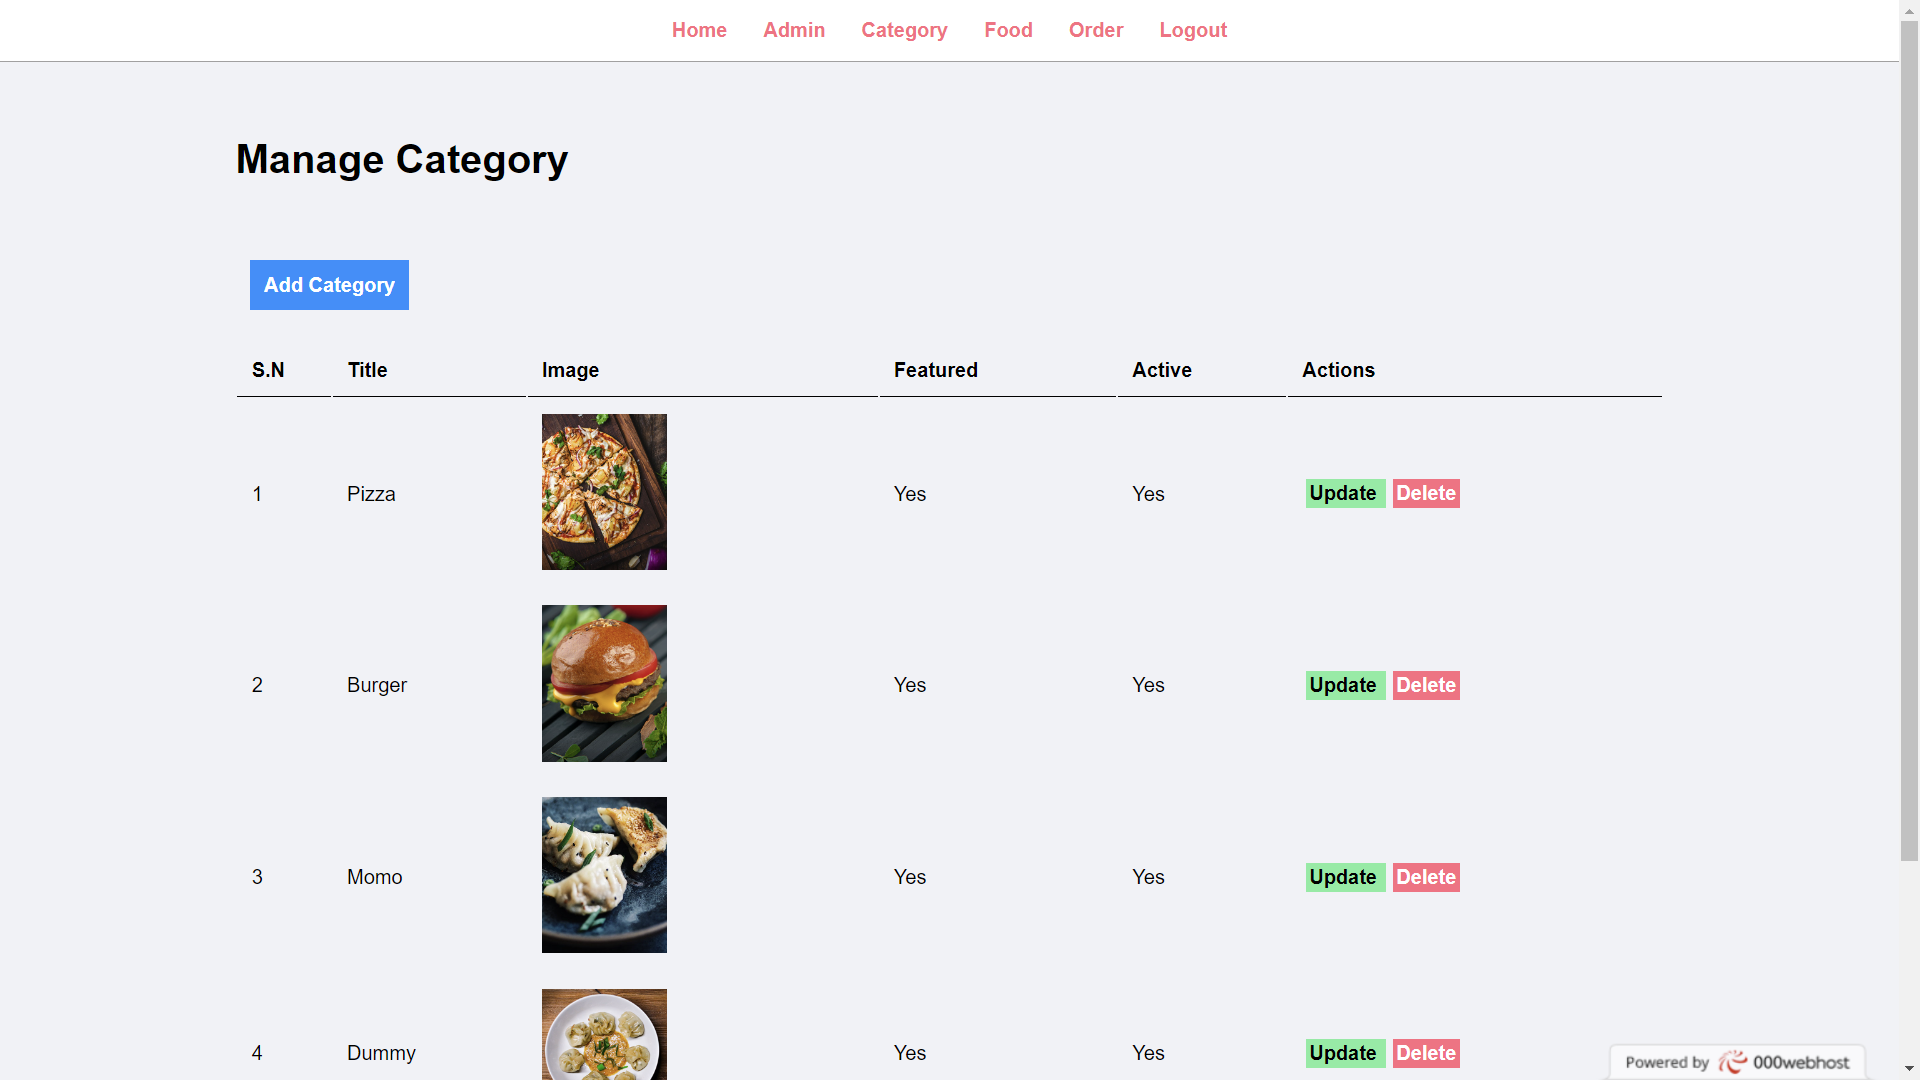 Home Admin Category Food Order Logout
Manage Category
Add Category
S.N Title Image Featured Active Actions
1 Pizza Yes Yes Update Delete
2 Burger Yes Yes Update Delete
3 Momo Yes Yes Update Delete
4 Dummy Yes Yes Update Delete
Powered by 000webhost